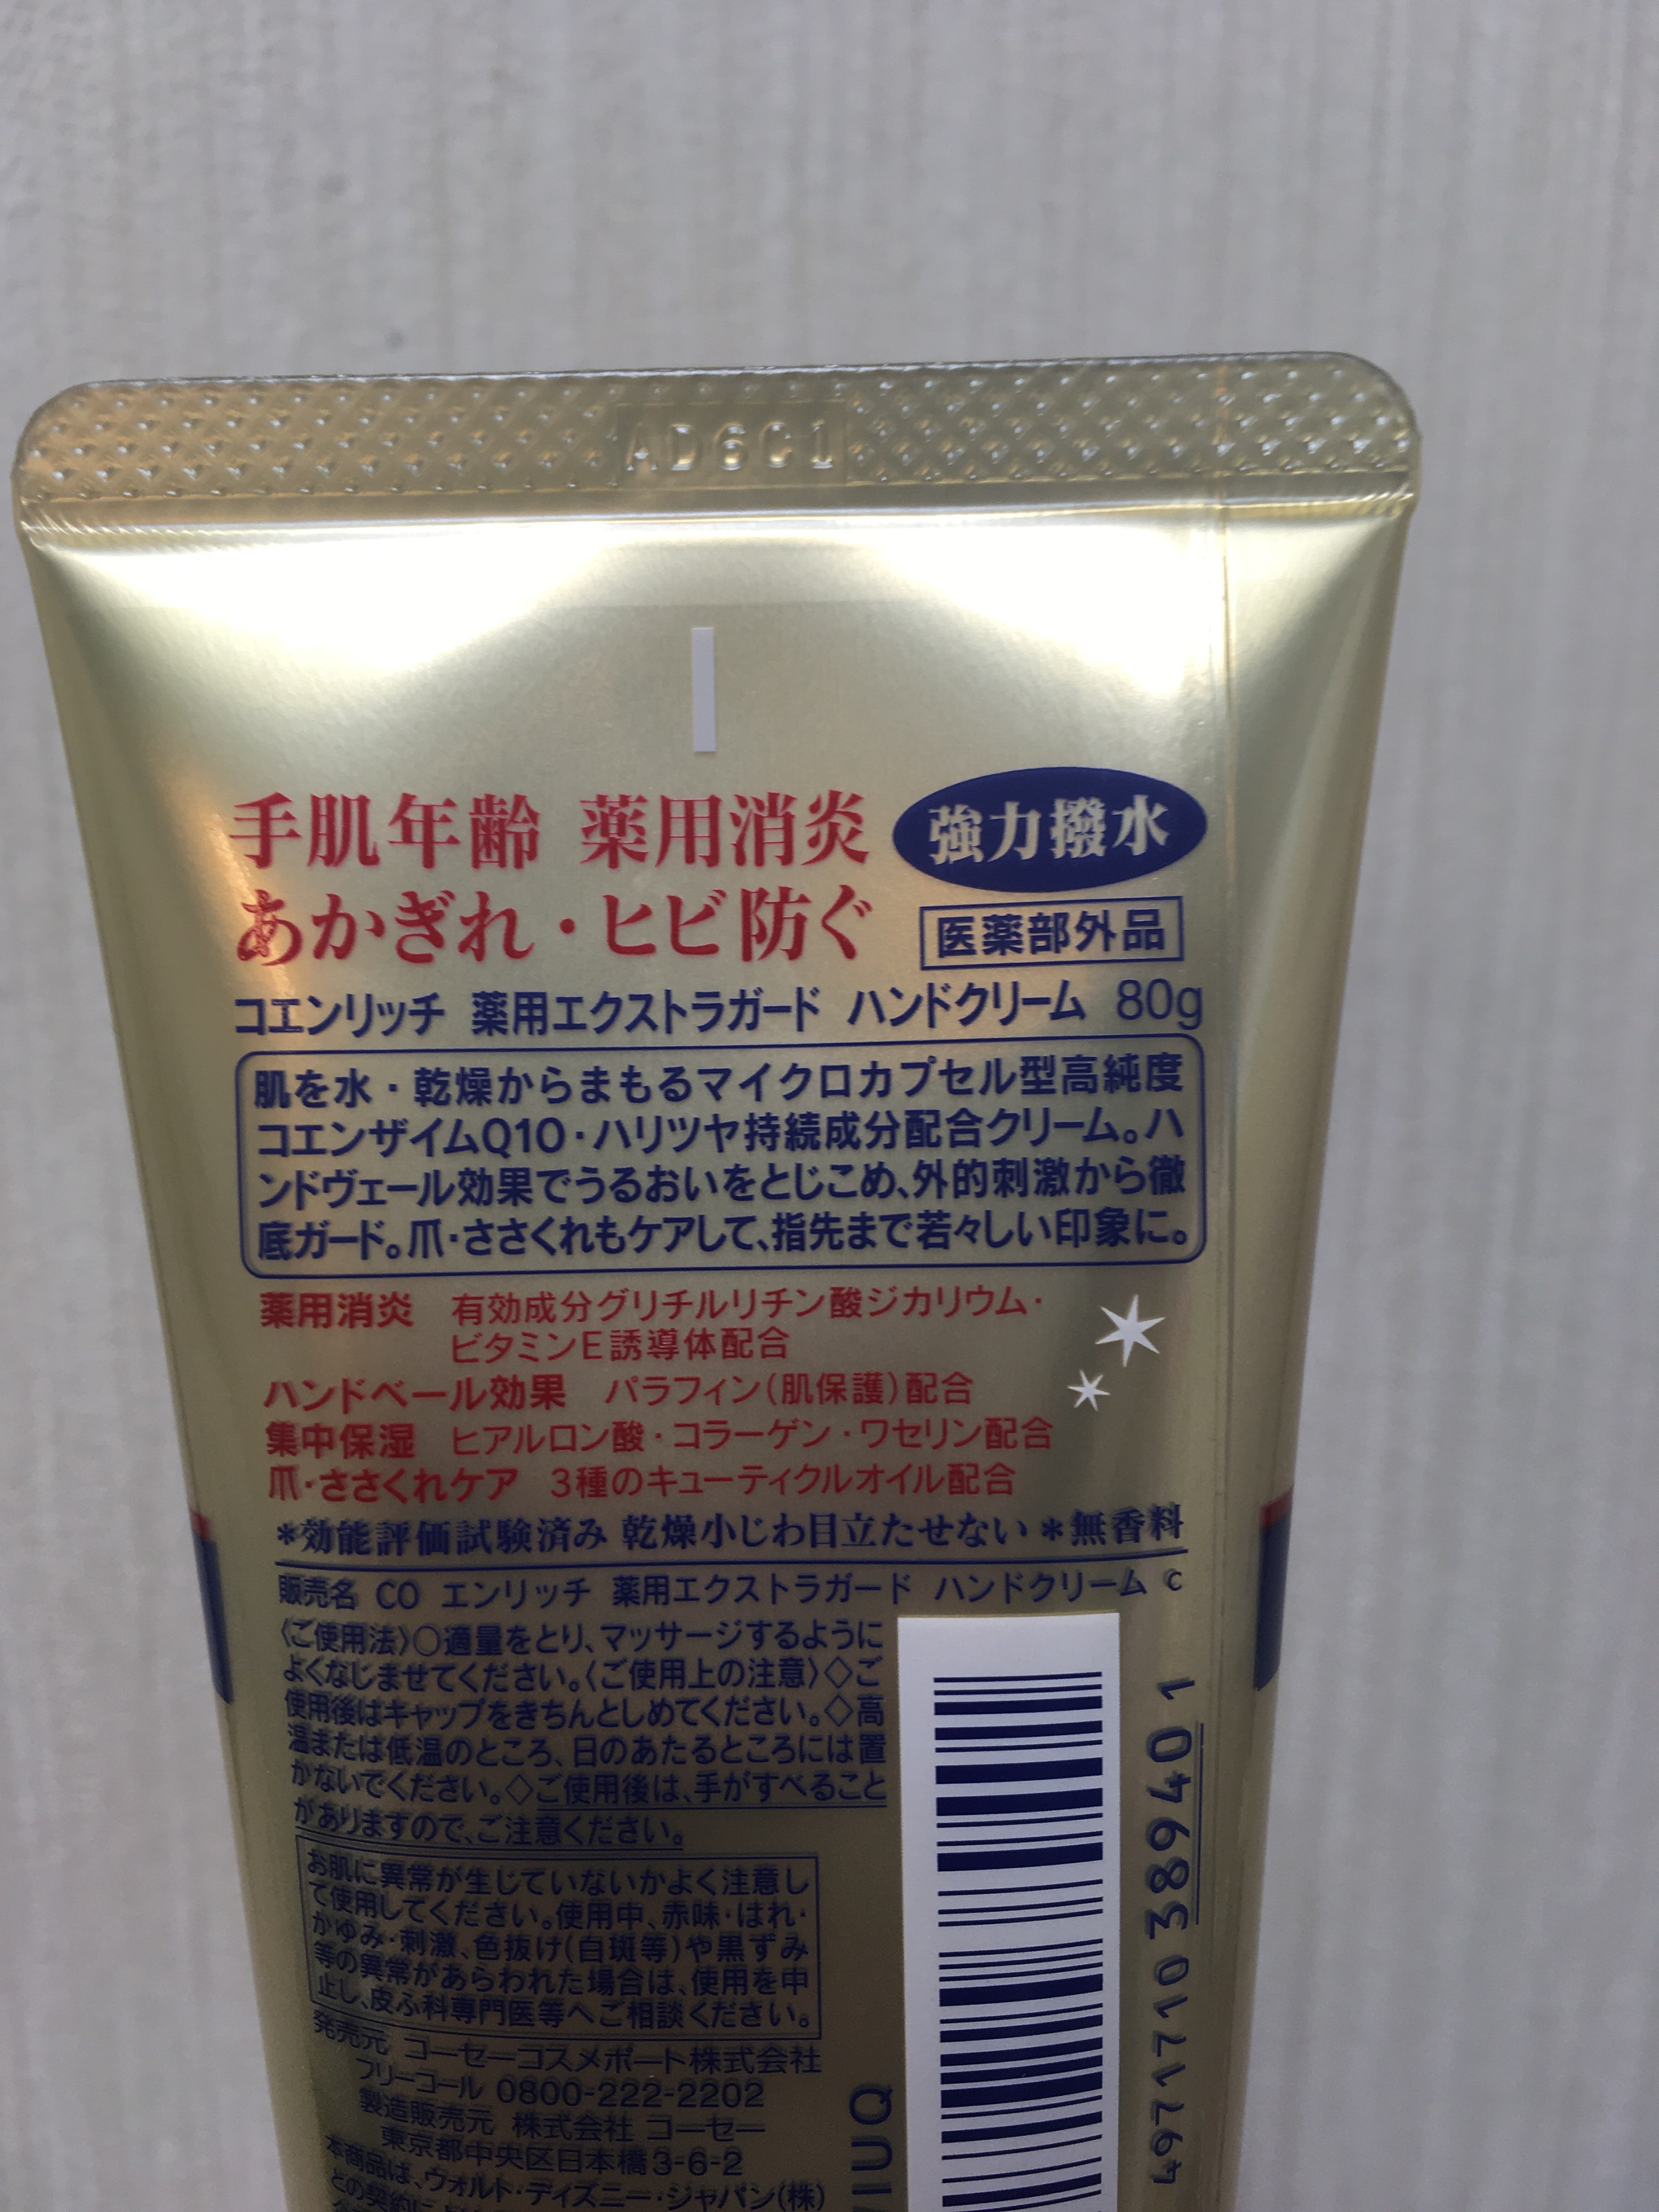 AD6C1
手肌年齢 薬用消炎 強力撥水
あかぎれ・ヒビ防ぐ 医薬部外品
コエンリッチ 薬用エクストラガード ハンドクリーム 80g
肌を水・乾燥からまもるマイクロカプセル型高純度
コエンザイムQ10・ハリツヤ持続成分配合クリーム。ハ
ンドヴェール効果でうるおいをとじこめ、外的刺激から徹
底ガード。爪・ささくれもケアして、指先まで若々しい印象に。
薬用消炎 有効成分グリチルリチン酸ジカリウム・
ビタミンE誘導体配合
ハンドベール効果 パラフィン(肌保護)配合
集中保湿 ヒアルロン酸・コラーゲン・ワセリン配合
爪・ささくれケア 3種のキューティクルオイル配合
*効能評価試験済み 乾燥小じわ目立たせない *無香料
販売名 CO エンリッチ 薬用エクストラガード ハンドクリーム c
〈ご使用法〉○適量をとり、マッサージするように
よくなじませてください。〈ご使用上の注意〉◇ご
使用後はキャップをきちんとしめてください。◇高
温または低温のところ、日のあたるところには置
かないでください。◇ご使用後は、手がすべること
がありますので、ご注意ください。
お肌に異常が生じていないかよく注意し
て使用してください。使用中、赤味・はれ・
かゆみ・刺激、色抜け(白斑等)や黒ずみ
等の異常があらわれた場合は、使用を中
止し、皮ふ科専門医等へご相談ください。
発売元 コーセーコスメポート株式会社
フリーコール 0800-222-2202
製造販売元 株式会社 コーセー
東京都中央区日本橋3-6-2
本商品は、ウォルト・ディズニー・ジャパン(株)
との契約に
4971710389401